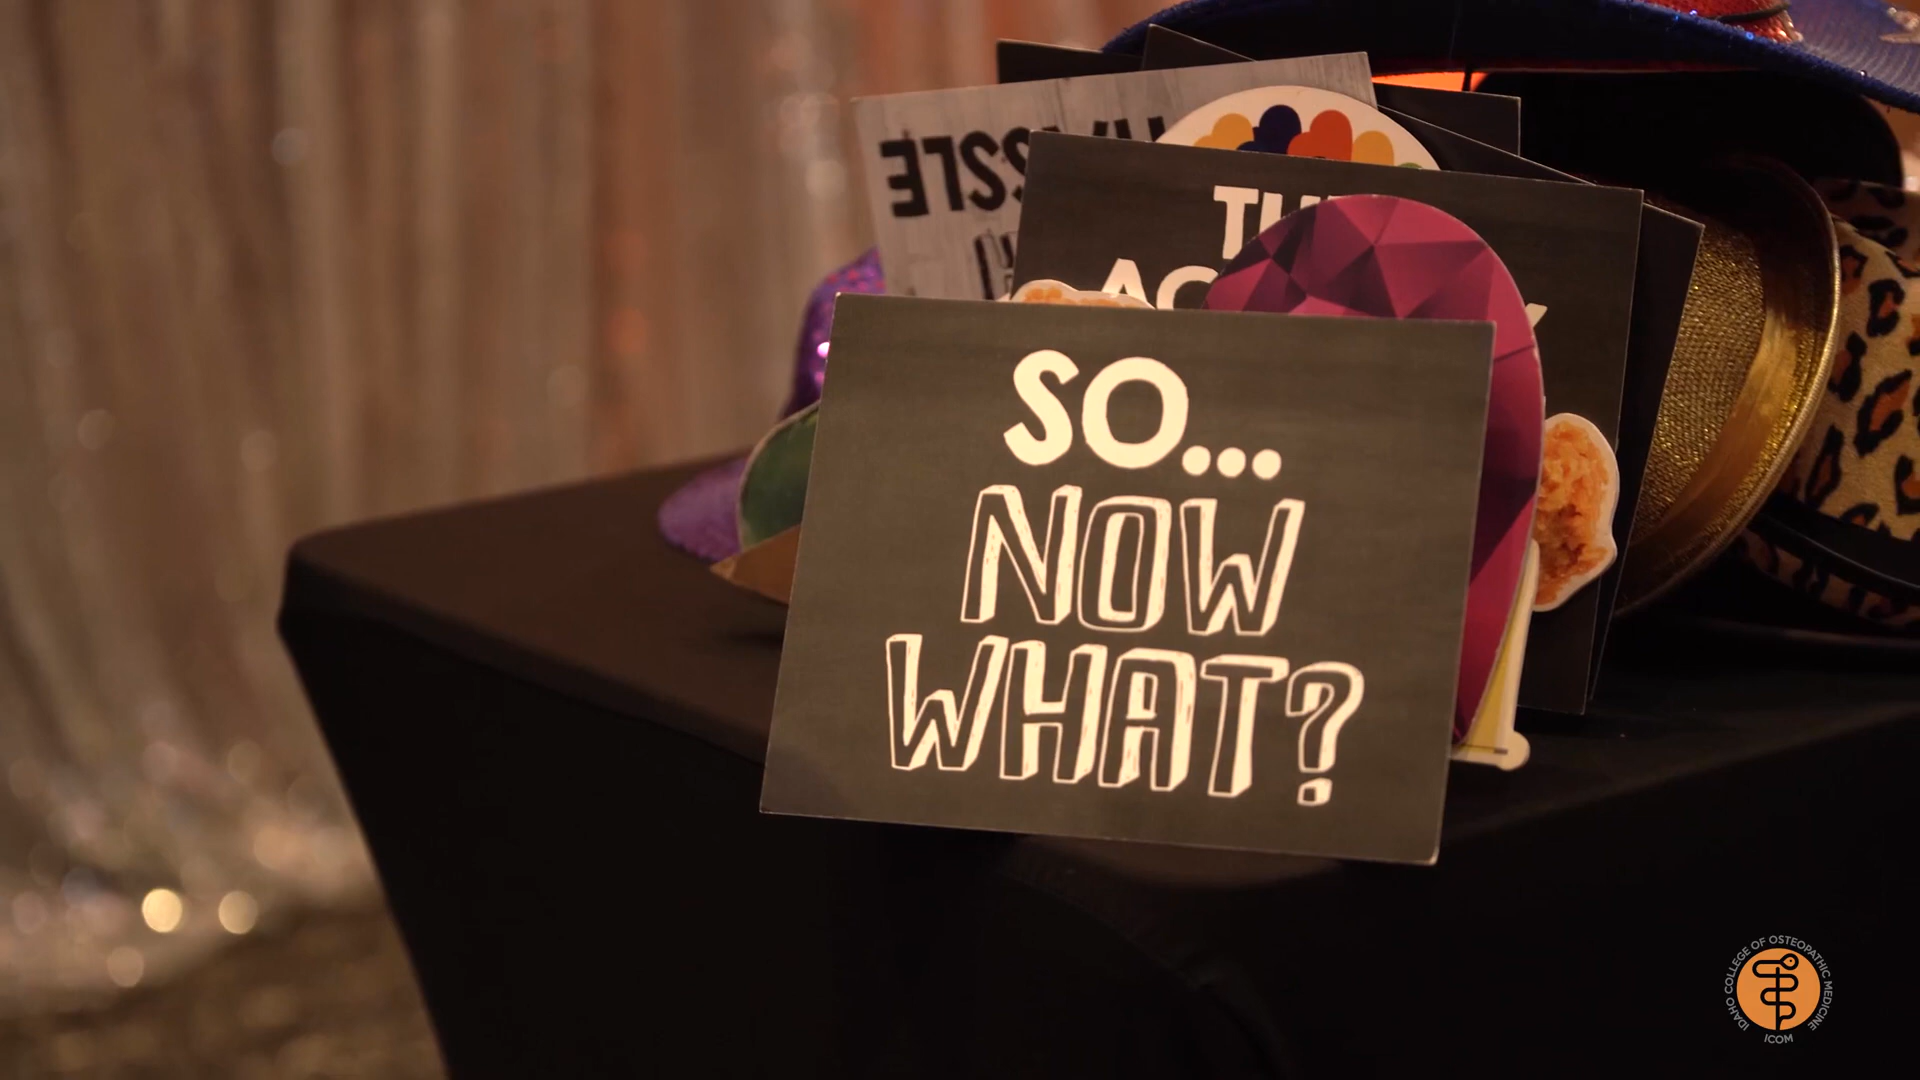 SO...
NOW
WHAT?
IDAHO COLLEGE OF OSTEOPATHIC MEDICINE
ICOM